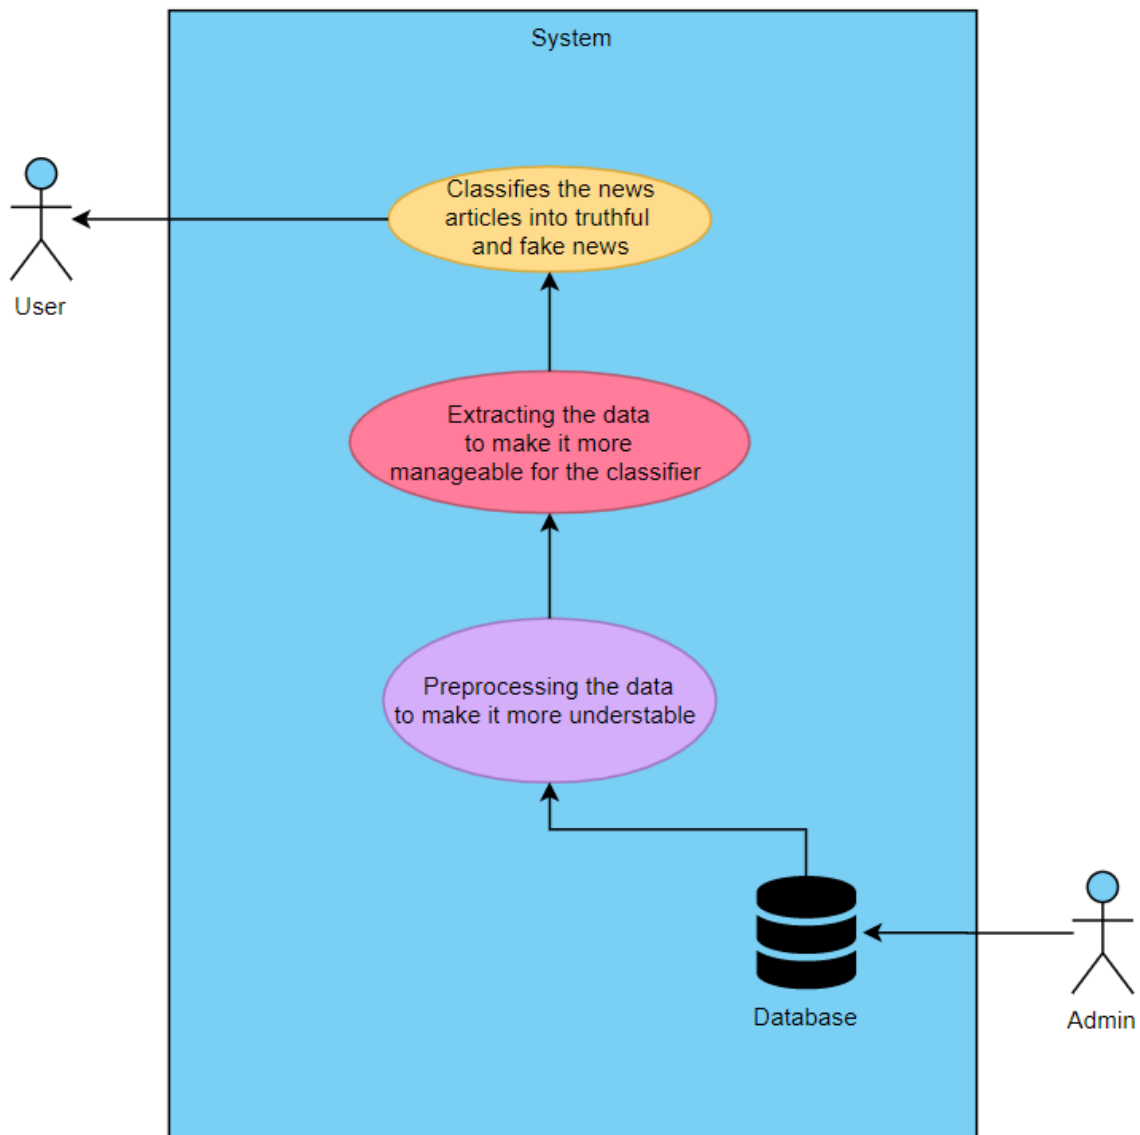 System
Classifies the news
articles into truthful
and fake news
User
Extracting the data
to make it more
manageable for the classifier
Preprocessing the data
to make it more understable
Database
Admin